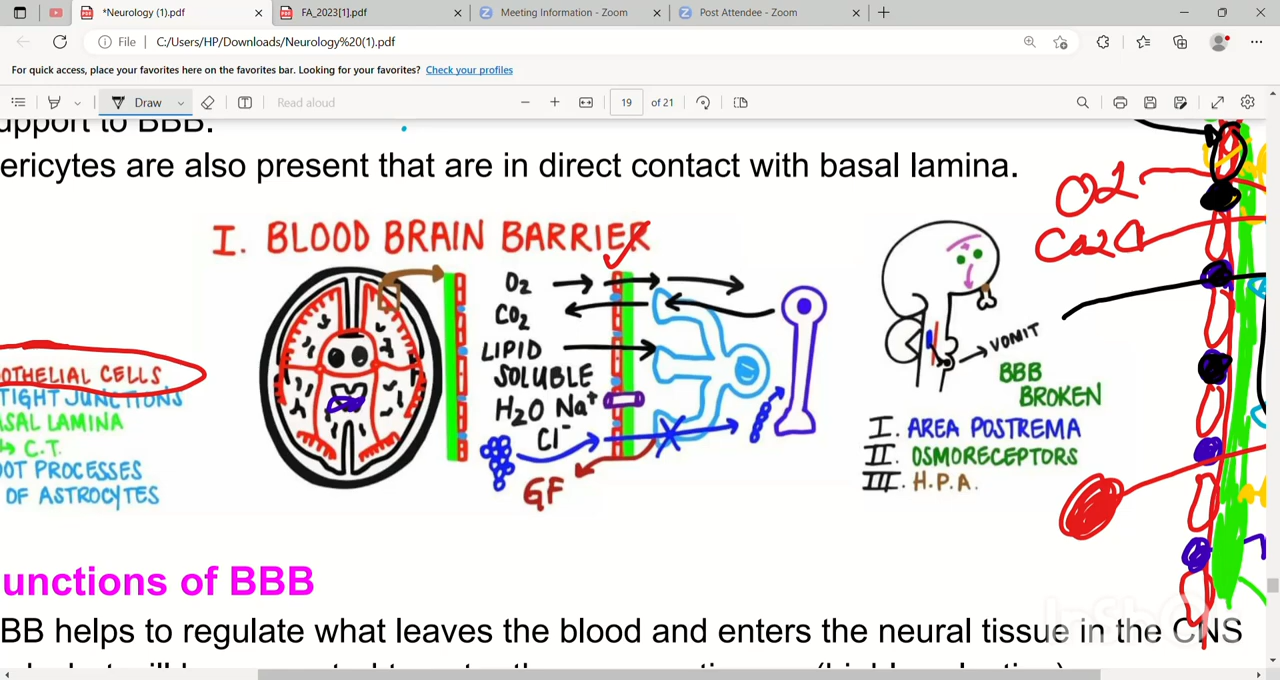 *Neurology (1).pdf
FA_2023[1].pdf
Meeting Information - Zoom
Post Attendee - Zoom
File
C:/Users/HP/Downloads/Neurology%20(1).pdf
For quick access, place your favorites here on the favorites bar. Looking for your favorites? Check your profiles
Draw
Read aloud
19 of 21
upport to BBB.
ericytes are also present that are in direct contact with basal lamina.
I. BLOOD BRAIN BARRIER
OTHELIAL CELLS
TIGHT JUNCTIONS
ASAL LAMINA
↳ C.T.
OOT PROCESSES
OF ASTROCYTES
O2
CO2
LIPID
SOLUBLE
H2O Na+
Cl-
GF
→ VOMIT
BBB
BROKEN
I. AREA POSTREMA
II. OSMORECEPTORS
III. H.P.A.
O2
CO2
unctions of BBB
BB helps to regulate what leaves the blood and enters the neural tissue in the CNS
InShOt